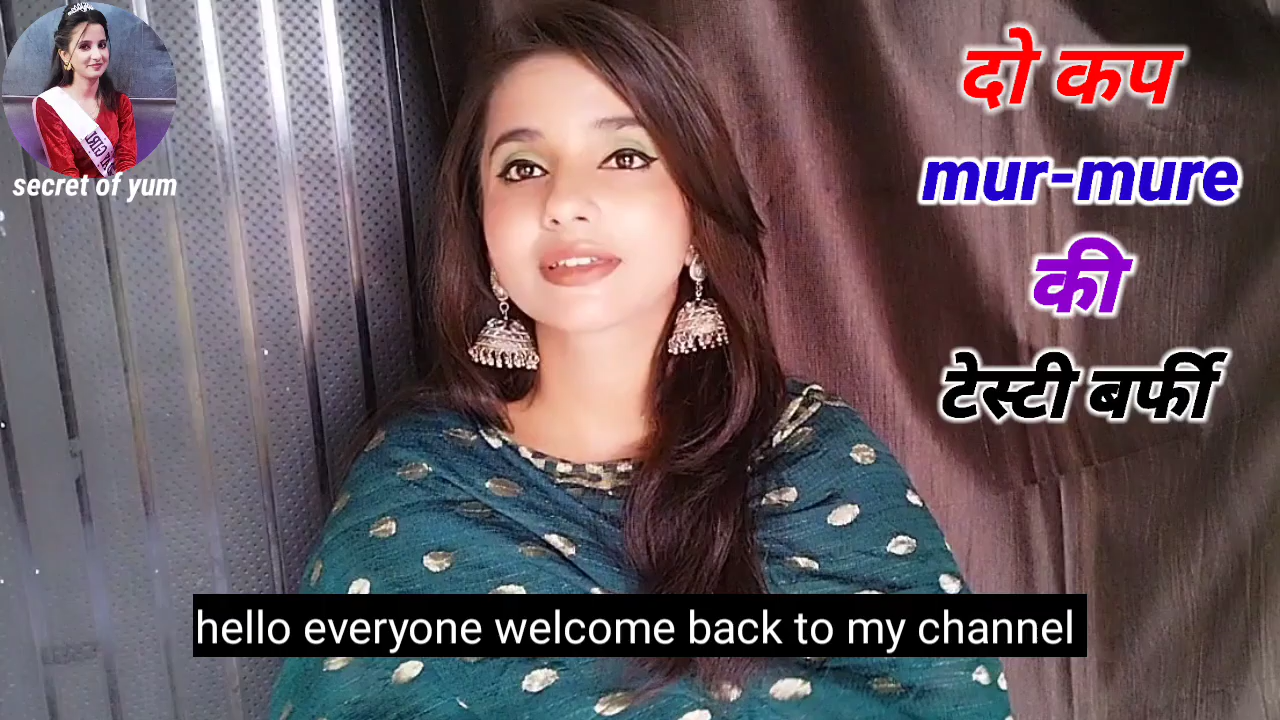 secret of yum
दो कप
mur-mure
की
टेस्टी बर्फी
hello everyone welcome back to my channel